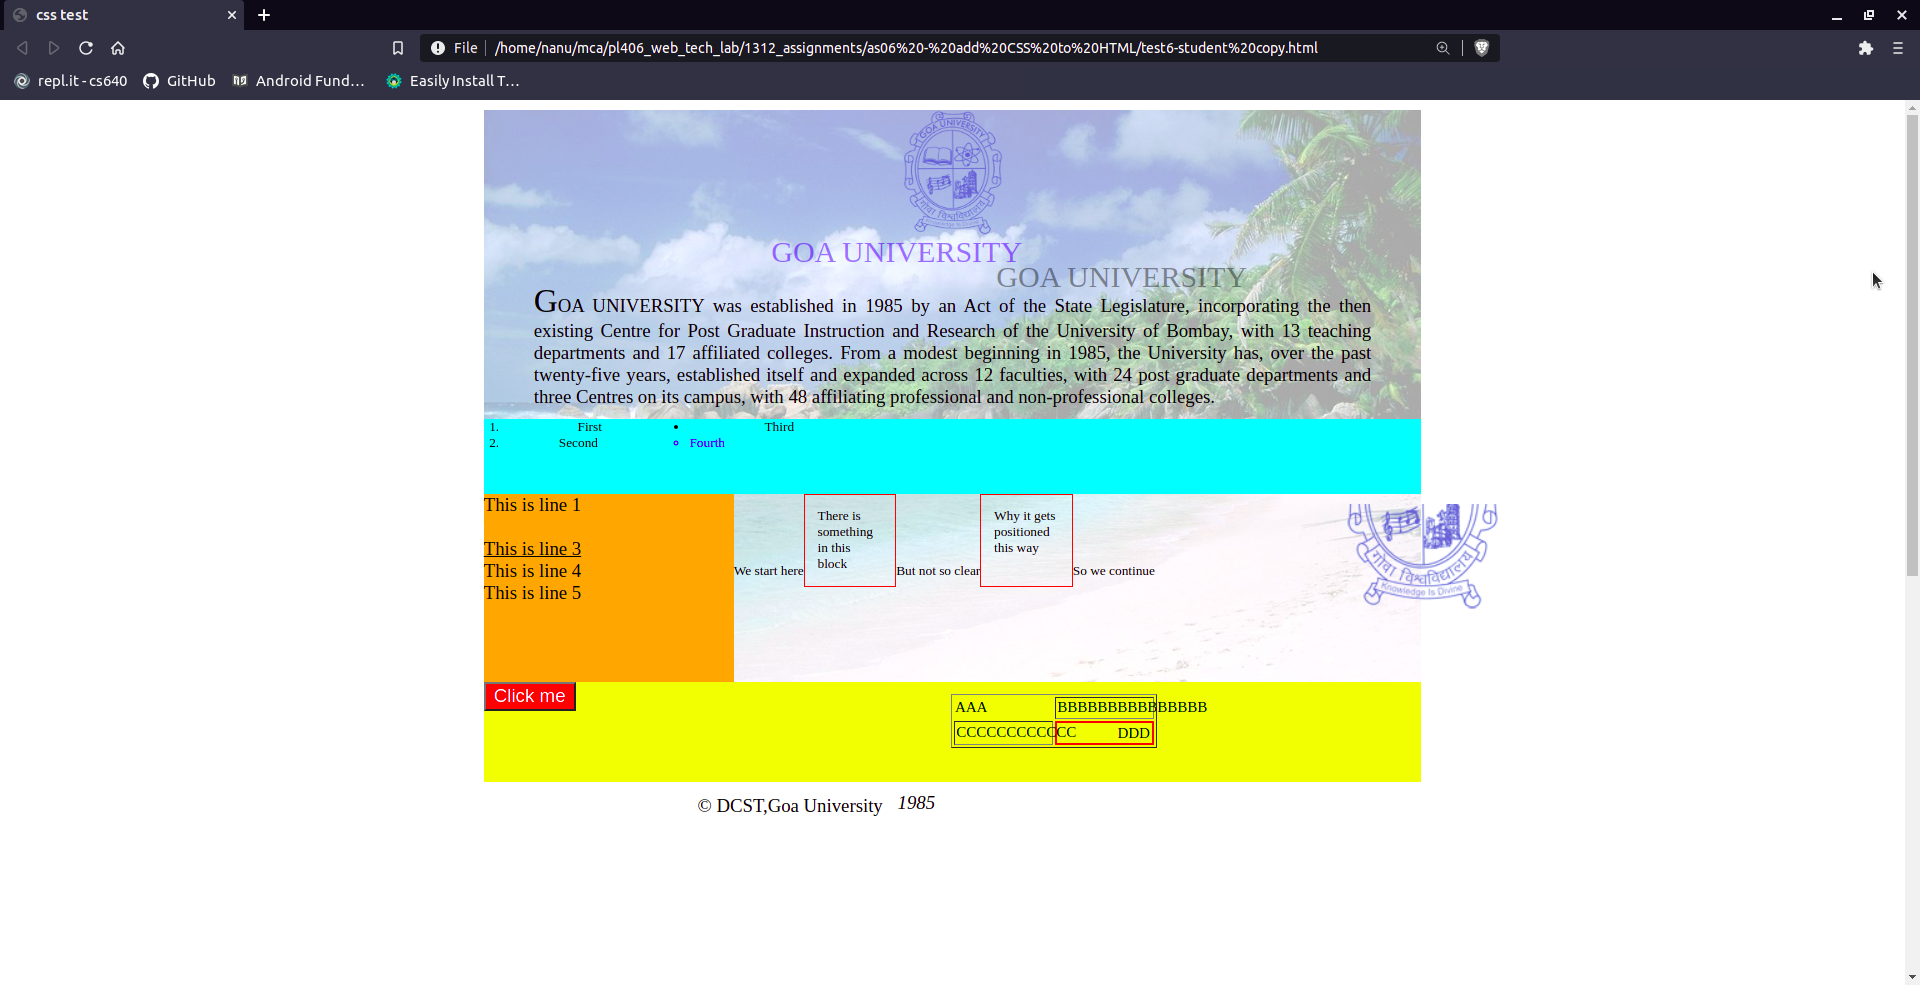 css test
File
/home/nanu/mca/pl406_web_tech_lab/1312_assignments/as06%20-%20add%20CSS%20to%20HTML/test6-student%20copy.html
repl.it - cs640
GitHub
Android Fund…
Easily Install T…
GOA UNIVERSITY
GOA UNIVERSITY
GOA UNIVERSITY
GOA UNIVERSITY was established in 1985 by an Act of the State Legislature, incorporating the then
existing Centre for Post Graduate Instruction and Research of the University of Bombay, with 13 teaching
departments and 17 affiliated colleges. From a modest beginning in 1985, the University has, over the past
twenty-five years, established itself and expanded across 12 faculties, with 24 post graduate departments and
three Centres on its campus, with 48 affiliating professional and non-professional colleges.
1. First
2. Second
• Third
◦ Fourth
This is line 1
This is line 3
This is line 4
This is line 5
We start here
There is
something
in this
block
But not so clear
Why it gets
positioned
this way
So we continue
गोंवा विश्वविद्यालय
Knowledge Is Divine
Click me
AAA
BBBBBBBBBBBBBBB
CCCCCCCCCCCC
DDD
© DCST,Goa University
1985